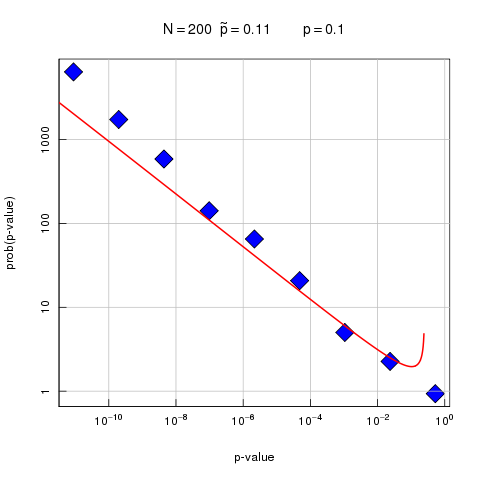 N = 200 p̃ = 0.11 p = 0.1
prob(p-value)
1000
100
10
1
10⁻¹⁰ 10⁻⁸ 10⁻⁶ 10⁻⁴ 10⁻² 10⁰
p-value